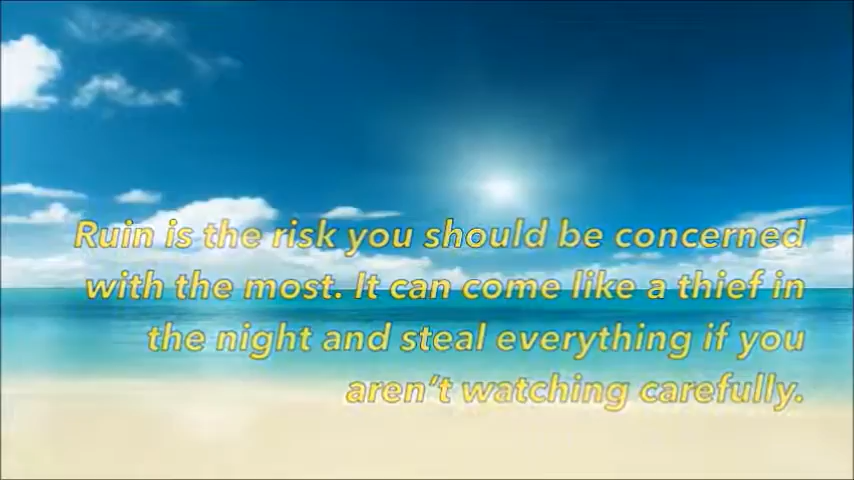 Ruin is the risk you should be concerned
with the most. It can come like a thief in
the night and steal everything if you
aren't watching carefully.